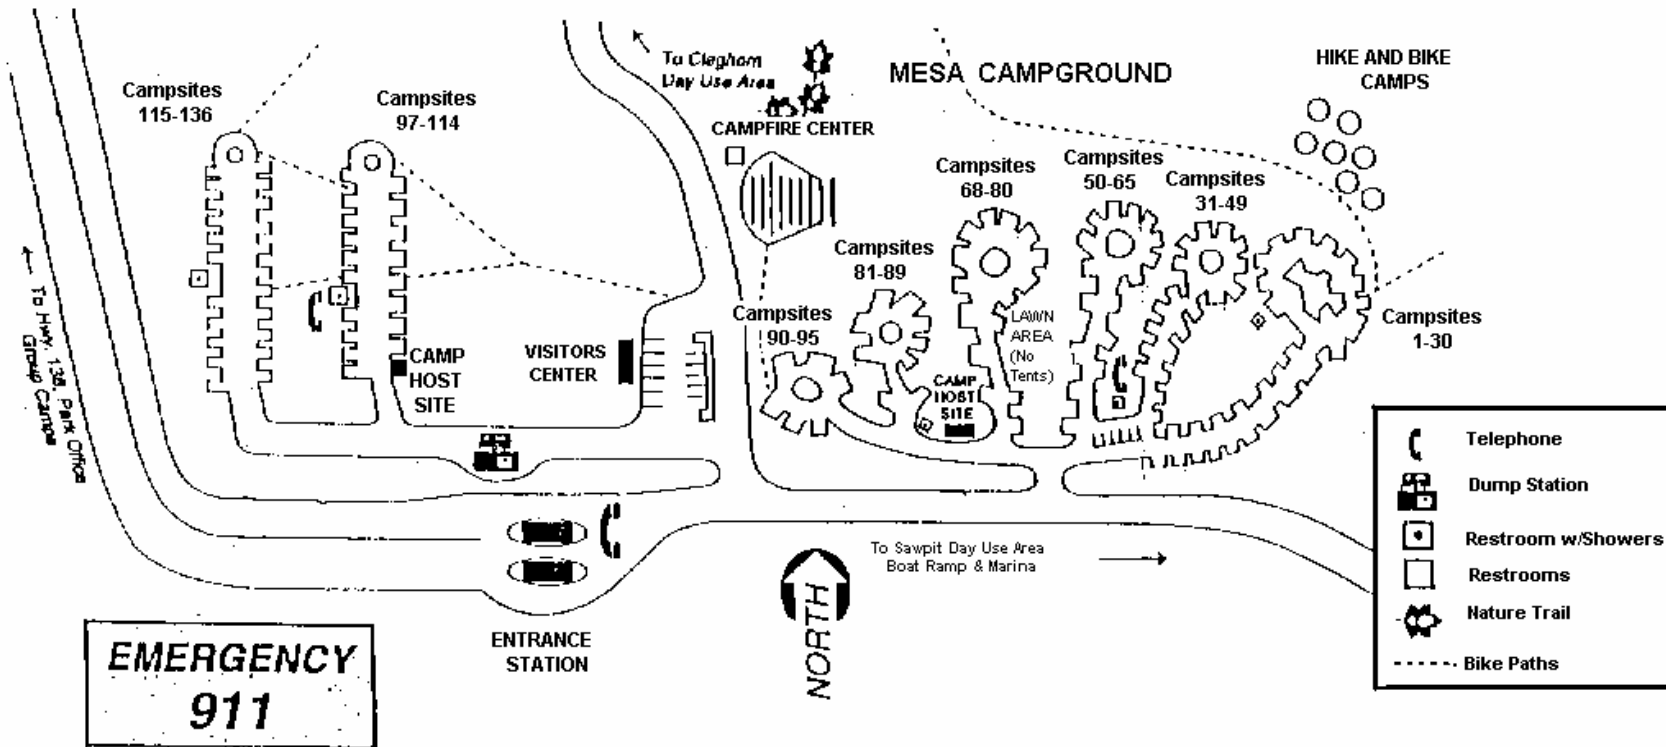 To Cleghorn
Day Use Area
MESA CAMPGROUND
HIKE AND BIKE
CAMPS
Campsites
115-136
Campsites
97-114
CAMPFIRE CENTER
Campsites
68-80
Campsites
50-65
Campsites
31-49
Campsites
81-89
Campsites
90-95
Campsites
1-30
LAWN
AREA
(No
Tents)
CAMP
HOST
SITE
VISITORS
CENTER
CAMP
HOST
SITE
To Hwy. 138, Park Office
Group Camps
To Sawpit Day Use Area
Boat Ramp & Marina
NORTH
ENTRANCE
STATION
EMERGENCY
911
Telephone
Dump Station
Restroom w/Showers
Restrooms
Nature Trail
Bike Paths